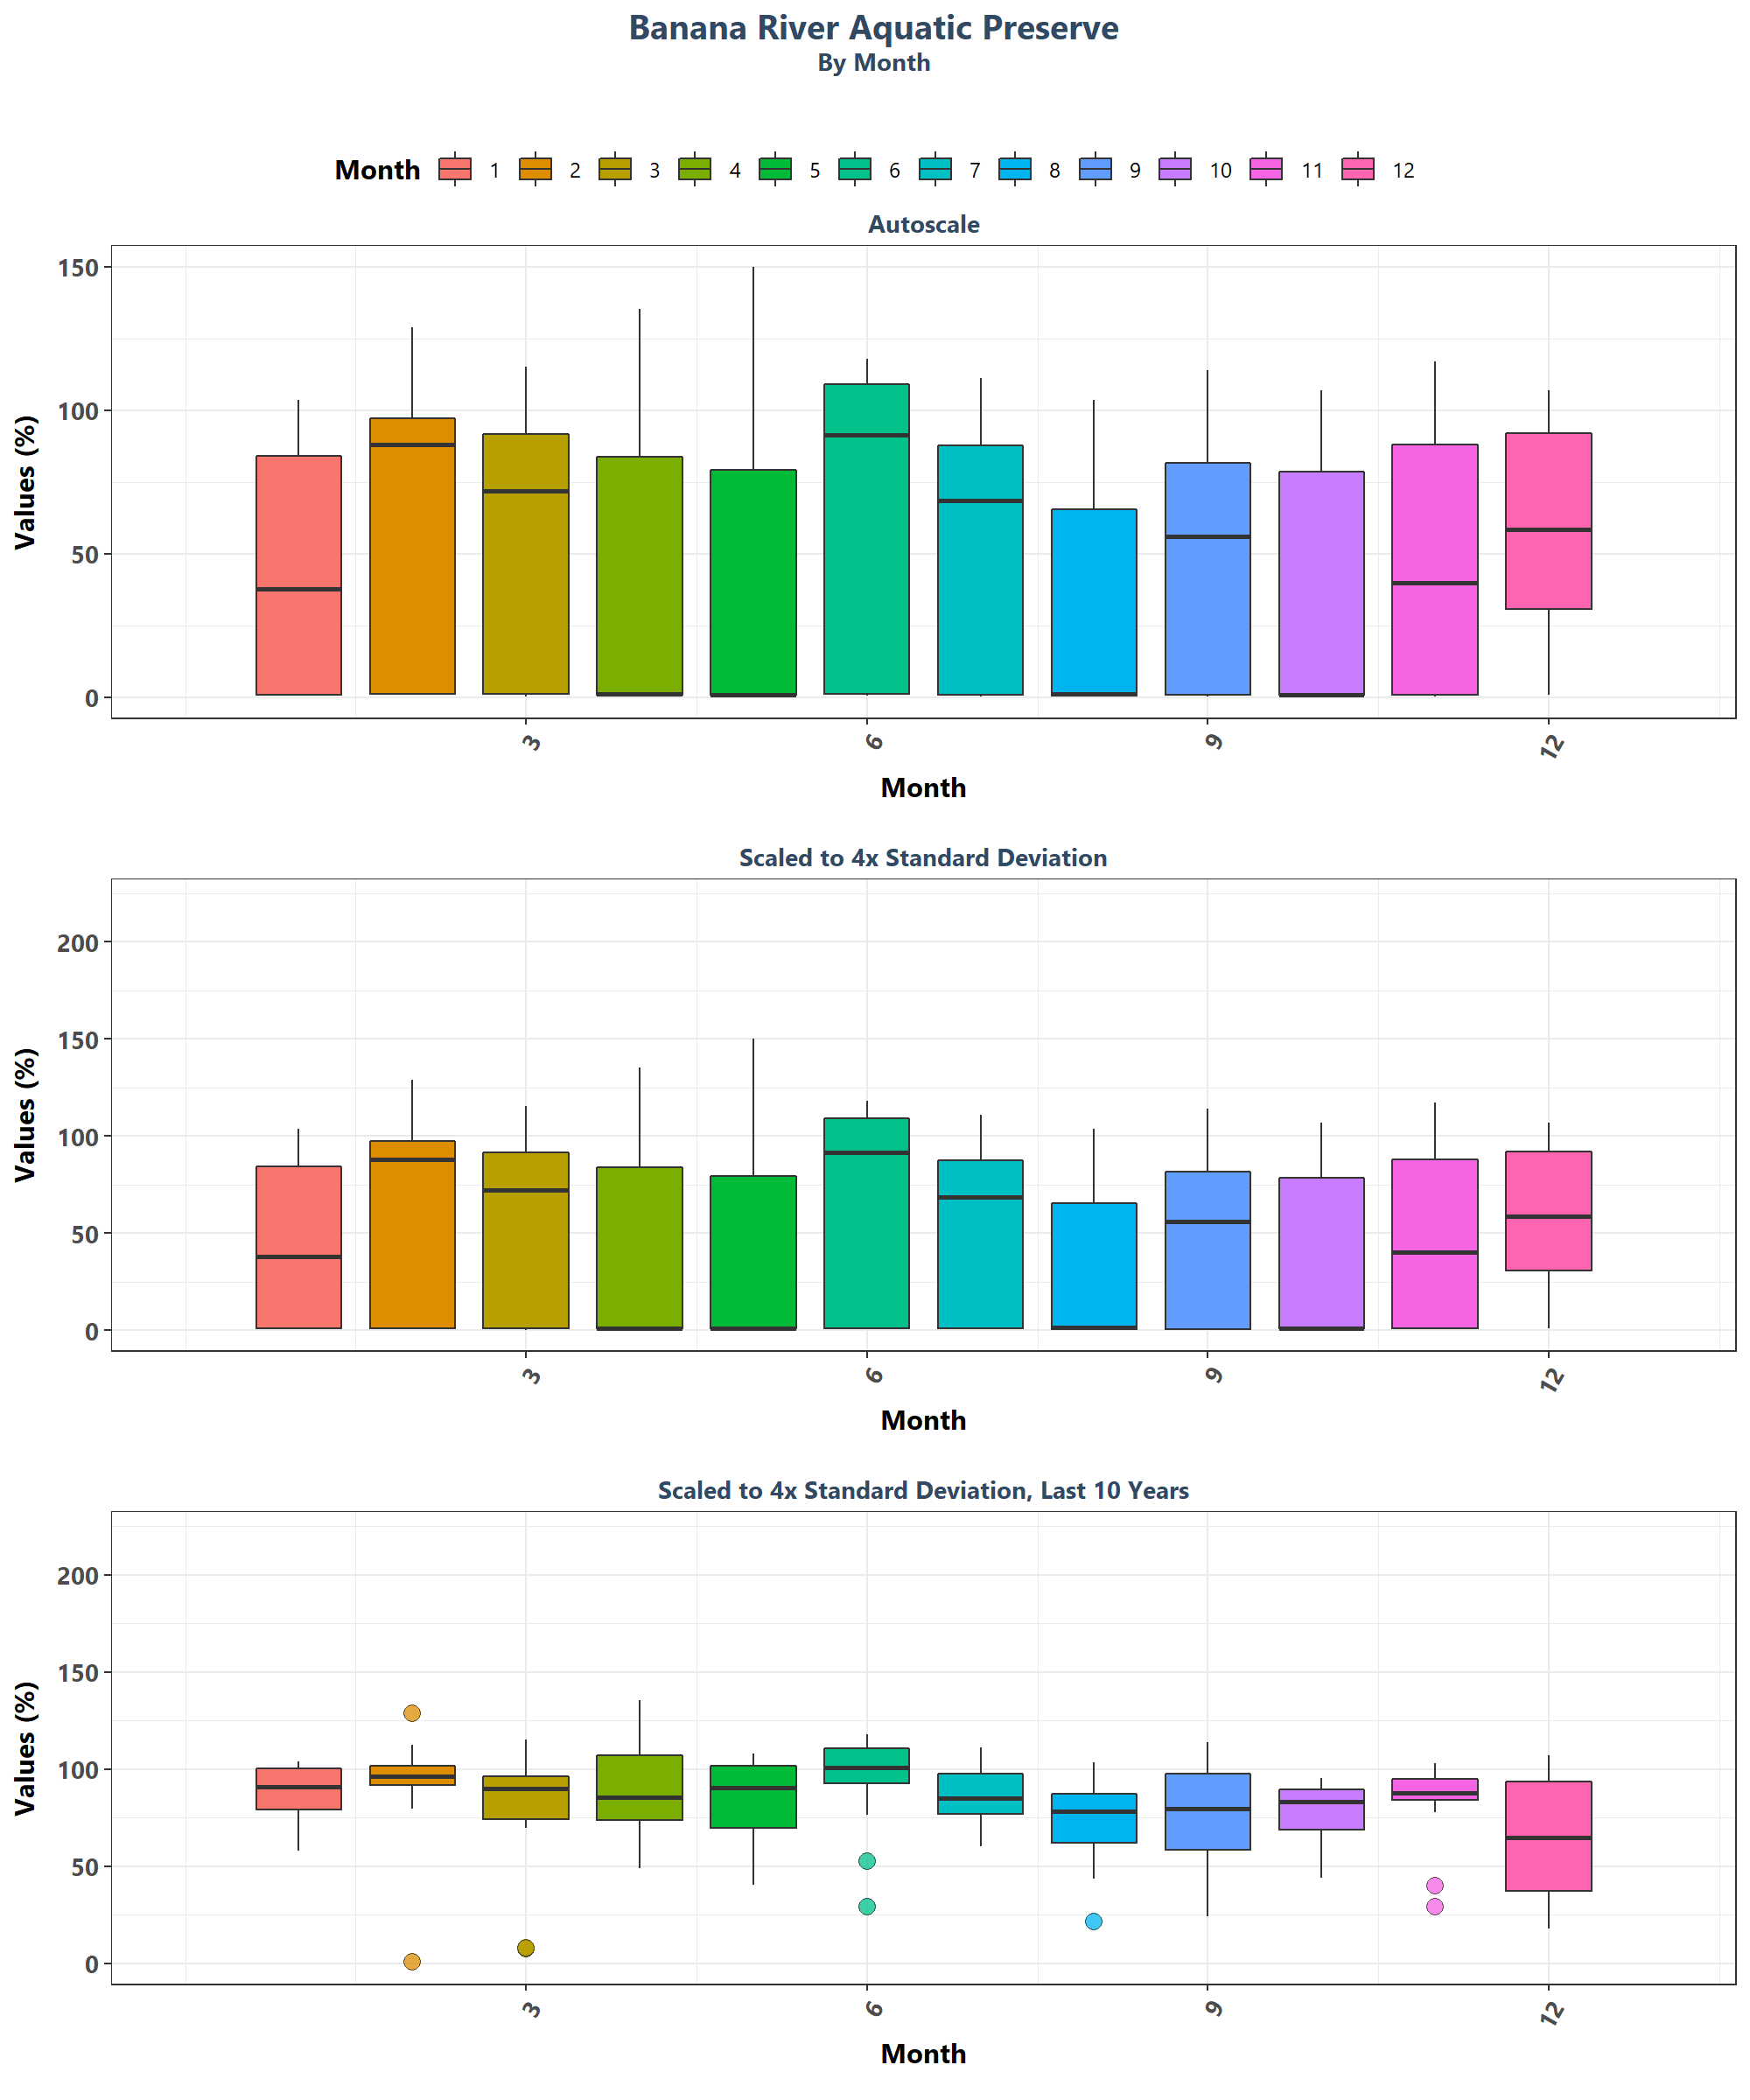 Banana River Aquatic Preserve
By Month
Month 1 2 3 4 5 6 7 8 9 10 11 12
Autoscale
Values (%)
150
100
50
0
3 6 9 12
Month
Scaled to 4x Standard Deviation
Values (%)
200
150
100
50
0
3 6 9 12
Month
Scaled to 4x Standard Deviation, Last 10 Years
Values (%)
200
150
100
50
0
3 6 9 12
Month